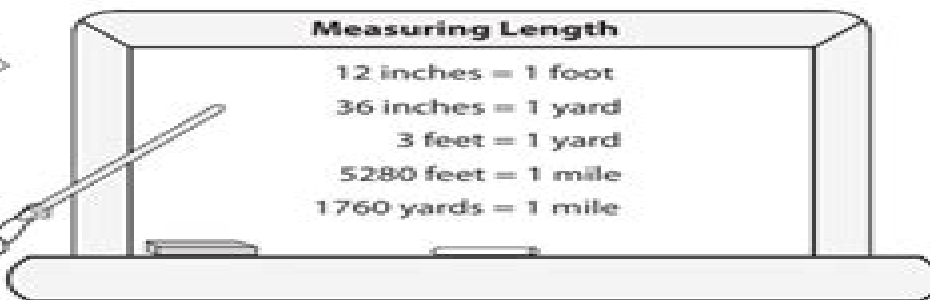 Measuring Length
12 inches = 1 foot
36 inches = 1 yard
3 feet = 1 yard
5280 feet = 1 mile
1760 yards = 1 mile